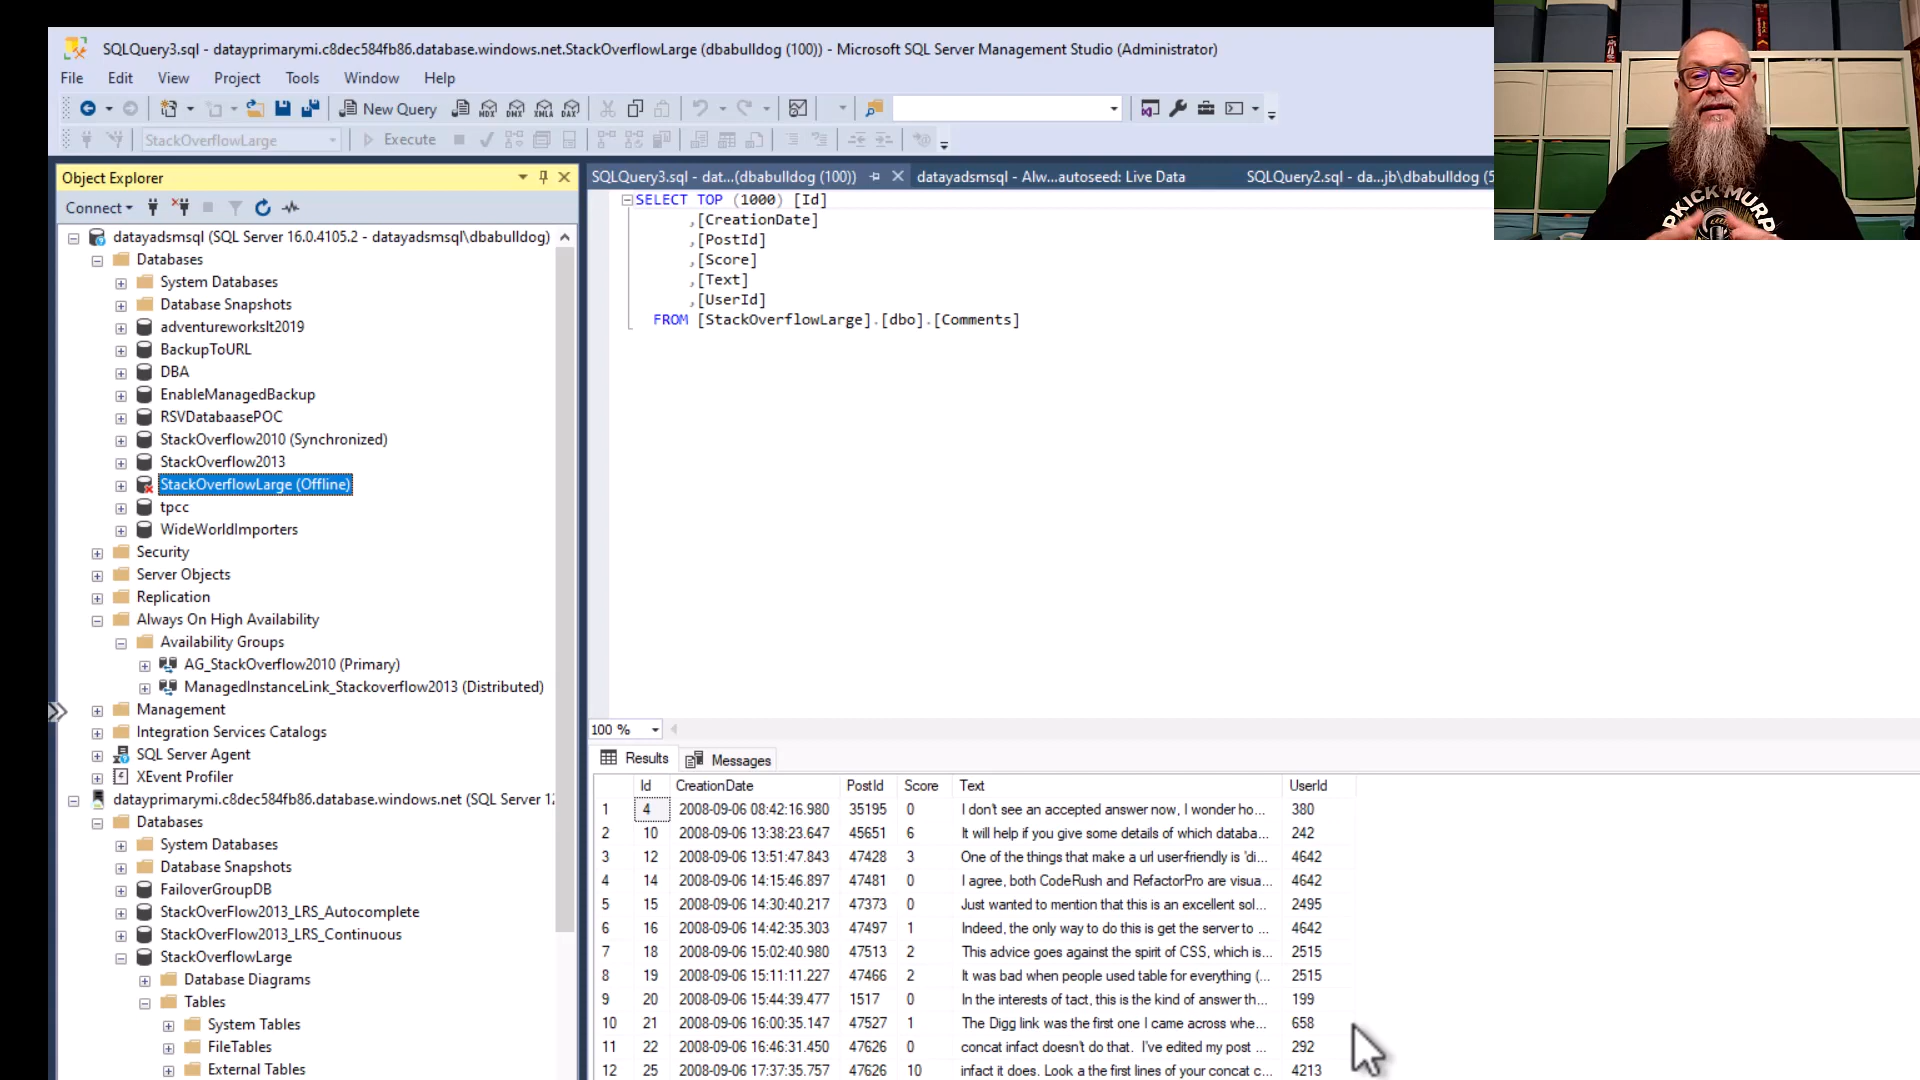 SQLQuery3.sql - datayprimarymi.c8dec584fb86.database.windows.net.StackOverflowLarge (dbabulldog (100)) - Microsoft SQL Server Management Studio (Administrator)
File Edit View Project Tools Window Help
New Query MDX DMX XMLA DAX
StackOverflowLarge Execute
Object Explorer
Connect
datayadsmsql (SQL Server 16.0.4105.2 - datayadsmsql\dbabulldog)
Databases
System Databases
Database Snapshots
adventureworkslt2019
BackupToURL
DBA
EnableManagedBackup
RSVDatabaasePOC
StackOverflow2010 (Synchronized)
StackOverflow2013
StackOverflowLarge (Offline)
tpcc
WideWorldImporters
Security
Server Objects
Replication
Always On High Availability
Availability Groups
AG_StackOverflow2010 (Primary)
ManagedInstanceLink_Stackoverflow2013 (Distributed)
Management
Integration Services Catalogs
SQL Server Agent
XEvent Profiler
datayprimarymi.c8dec584fb86.database.windows.net (SQL Server 12
Databases
System Databases
Database Snapshots
FailoverGroupDB
StackOverFlow2013_LRS_Autocomplete
StackOverFlow2013_LRS_Continuous
StackOverflowLarge
Database Diagrams
Tables
System Tables
FileTables
External Tables
SQLQuery3.sql - dat...(dbabulldog (100)) datayadsmsql - Alw...autoseed: Live Data SQLQuery2.sql - da...jb\dbabulldog (5
SELECT TOP (1000) [Id]
,[CreationDate]
,[PostId]
,[Score]
,[Text]
,[UserId]
FROM [StackOverflowLarge].[dbo].[Comments]
100 %
Results Messages
Id CreationDate PostId Score Text UserId
1 4 2008-09-06 08:42:16.980 35195 0 I don't see an accepted answer now, I wonder ho... 380
2 10 2008-09-06 13:38:23.647 45651 6 It will help if you give some details of which databa... 242
3 12 2008-09-06 13:51:47.843 47428 3 One of the things that make a url user-friendly is 'di... 4642
4 14 2008-09-06 14:15:46.897 47481 0 I agree, both CodeRush and RefactorPro are visua... 4642
5 15 2008-09-06 14:30:40.217 47373 0 Just wanted to mention that this is an excellent sol... 2495
6 16 2008-09-06 14:42:35.303 47497 1 Indeed, the only way to do this is get the server to ... 4642
7 18 2008-09-06 15:02:40.980 47513 2 This advice goes against the spirit of CSS, which is... 2515
8 19 2008-09-06 15:11:11.227 47466 2 It was bad when people used table for everything (... 2515
9 20 2008-09-06 15:44:39.477 1517 0 In the interests of tact, this is the kind of answer th... 199
10 21 2008-09-06 16:00:35.147 47527 1 The Digg link was the first one I came across whe... 658
11 22 2008-09-06 16:46:31.450 47626 0 concat infact doesn't do that. I've edited my post ... 292
12 25 2008-09-06 17:37:35.757 47626 10 infact it does. Look a the first lines of your concat c... 4213
PKICK MURP